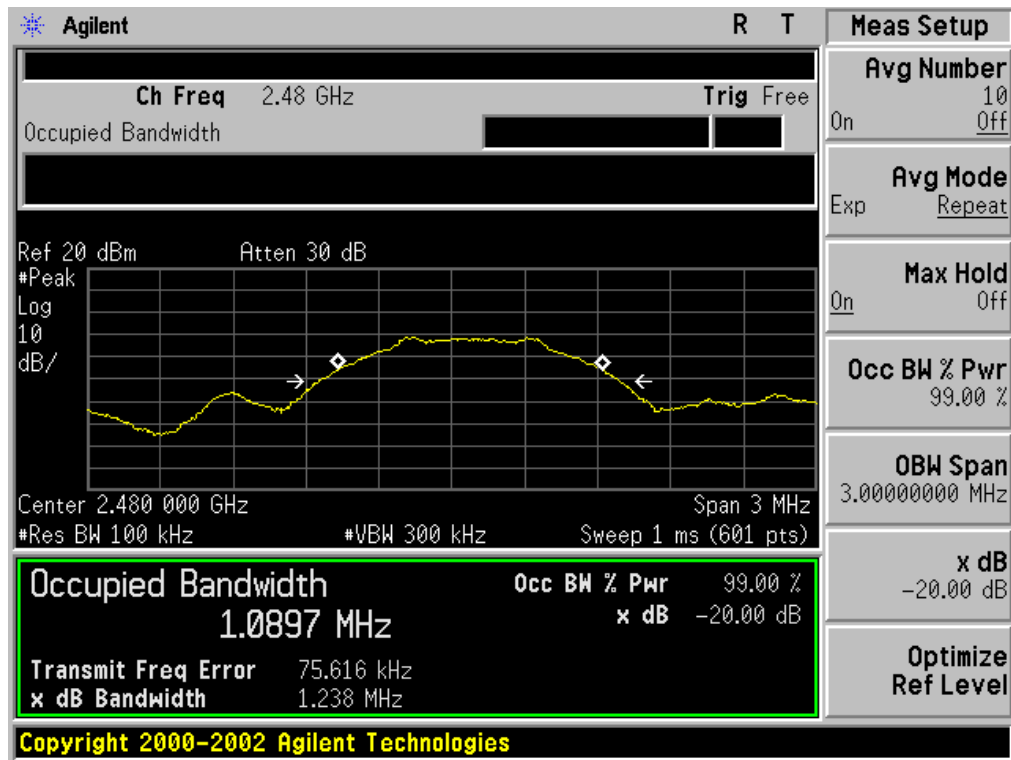 Agilent R T
Ch Freq 2.48 GHz Trig Free
Occupied Bandwidth
Ref 20 dBm Atten 30 dB
#Peak
Log
10
dB/
Center 2.480 000 GHz Span 3 MHz
#Res BW 100 kHz #VBW 300 kHz Sweep 1 ms (601 pts)
Occupied Bandwidth
1.0897 MHz
Occ BW % Pwr 99.00 %
x dB -20.00 dB
Transmit Freq Error 75.616 kHz
x dB Bandwidth 1.238 MHz
Copyright 2000-2002 Agilent Technologies
Meas Setup
Avg Number
10
On Off
Avg Mode
Exp Repeat
Max Hold
On Off
Occ BW % Pwr
99.00 %
OBW Span
3.00000000 MHz
x dB
-20.00 dB
Optimize
Ref Level